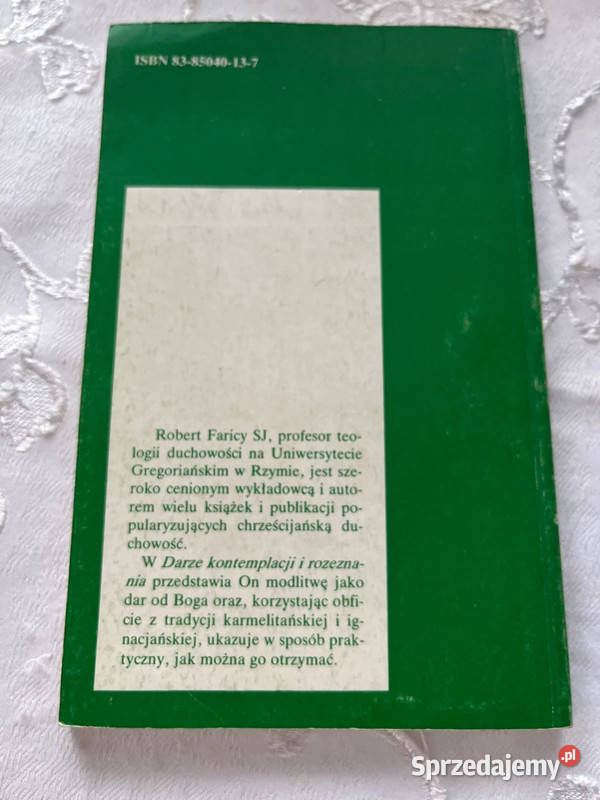 ISBN 83-85040-13-7
Robert Faricy SJ, profesor teo-
logii duchowości na Uniwersytecie
Gregoriańskim w Rzymie, jest sze-
roko cenionym wykładowcą i auto-
rem wielu książek i publikacji po-
pularyzujących chrześcijańską du-
chowość.
W Darze kontemplacji i rozezna-
nia przedstawia On modlitwę jako
dar od Boga oraz, korzystając obfi-
cie z tradycji karmelitańskiej i ig-
nacjańskiej, ukazuje w sposób prak-
tyczny, jak można go otrzymać.
Sprzedajemy.pl